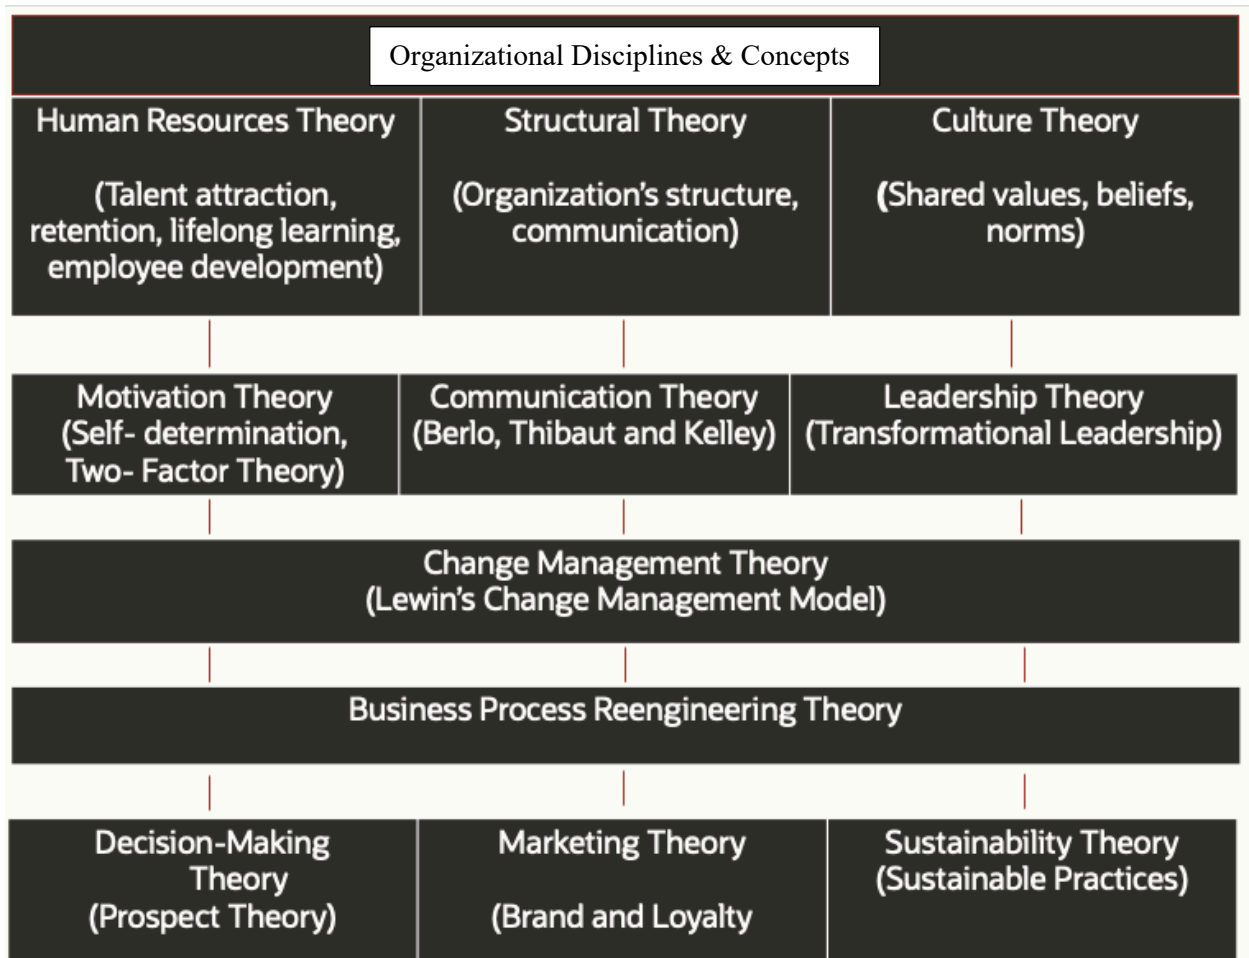 Organizational Disciplines & Concepts
Human Resources Theory
(Talent attraction,
retention, lifelong learning,
employee development)
Structural Theory
(Organization's structure,
communication)
Culture Theory
(Shared values, beliefs,
norms)
Motivation Theory
(Self- determination,
Two- Factor Theory)
Communication Theory
(Berlo, Thibaut and Kelley)
Leadership Theory
(Transformational Leadership)
Change Management Theory
(Lewin's Change Management Model)
Business Process Reengineering Theory
Decision-Making
Theory
(Prospect Theory)
Marketing Theory
(Brand and Loyalty
Sustainability Theory
(Sustainable Practices)